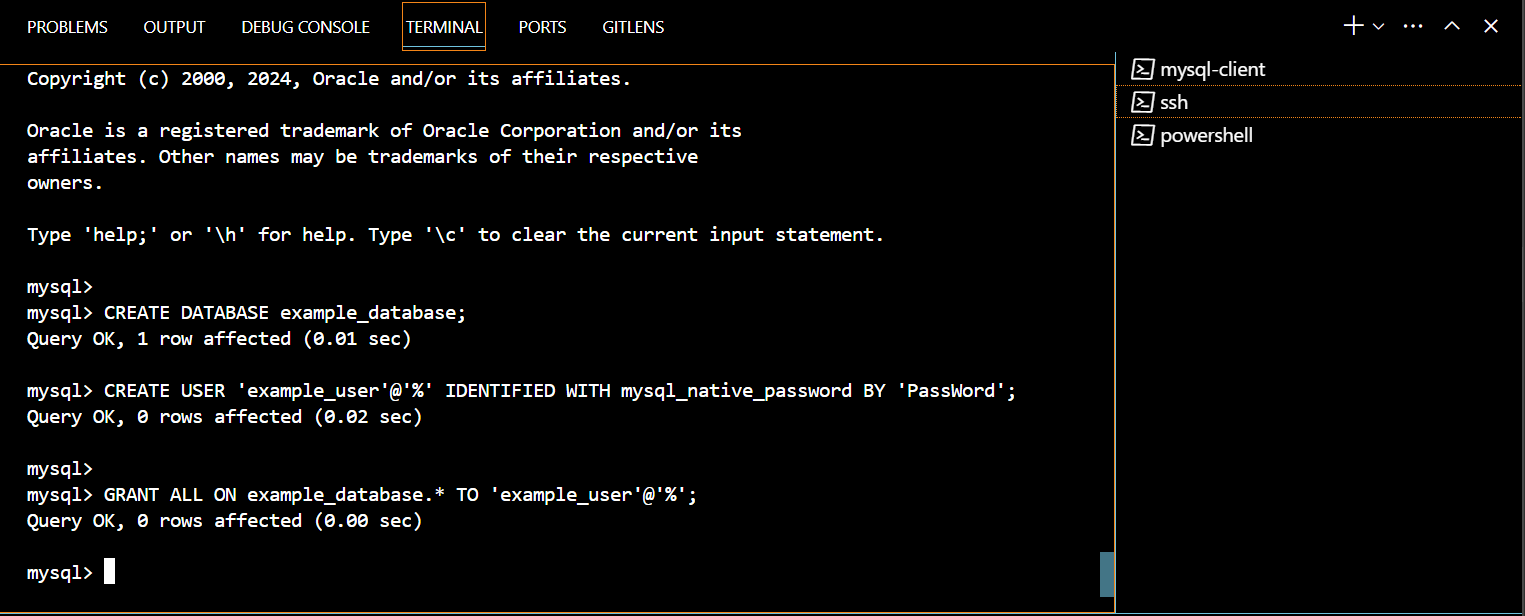 PROBLEMS OUTPUT DEBUG CONSOLE TERMINAL PORTS GITLENS
Copyright (c) 2000, 2024, Oracle and/or its affiliates.
Oracle is a registered trademark of Oracle Corporation and/or its
affiliates. Other names may be trademarks of their respective
owners.
Type 'help;' or '\h' for help. Type '\c' to clear the current input statement.
mysql>
mysql> CREATE DATABASE example_database;
Query OK, 1 row affected (0.01 sec)
mysql> CREATE USER 'example_user'@'%' IDENTIFIED WITH mysql_native_password BY 'PassWord';
Query OK, 0 rows affected (0.02 sec)
mysql>
mysql> GRANT ALL ON example_database.* TO 'example_user'@'%';
Query OK, 0 rows affected (0.00 sec)
mysql>
mysql-client
ssh
powershell